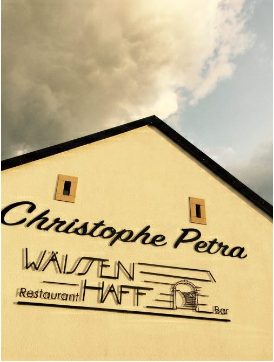 Christophe Petra
WÄISSEN
Restaurant HAFF Bar